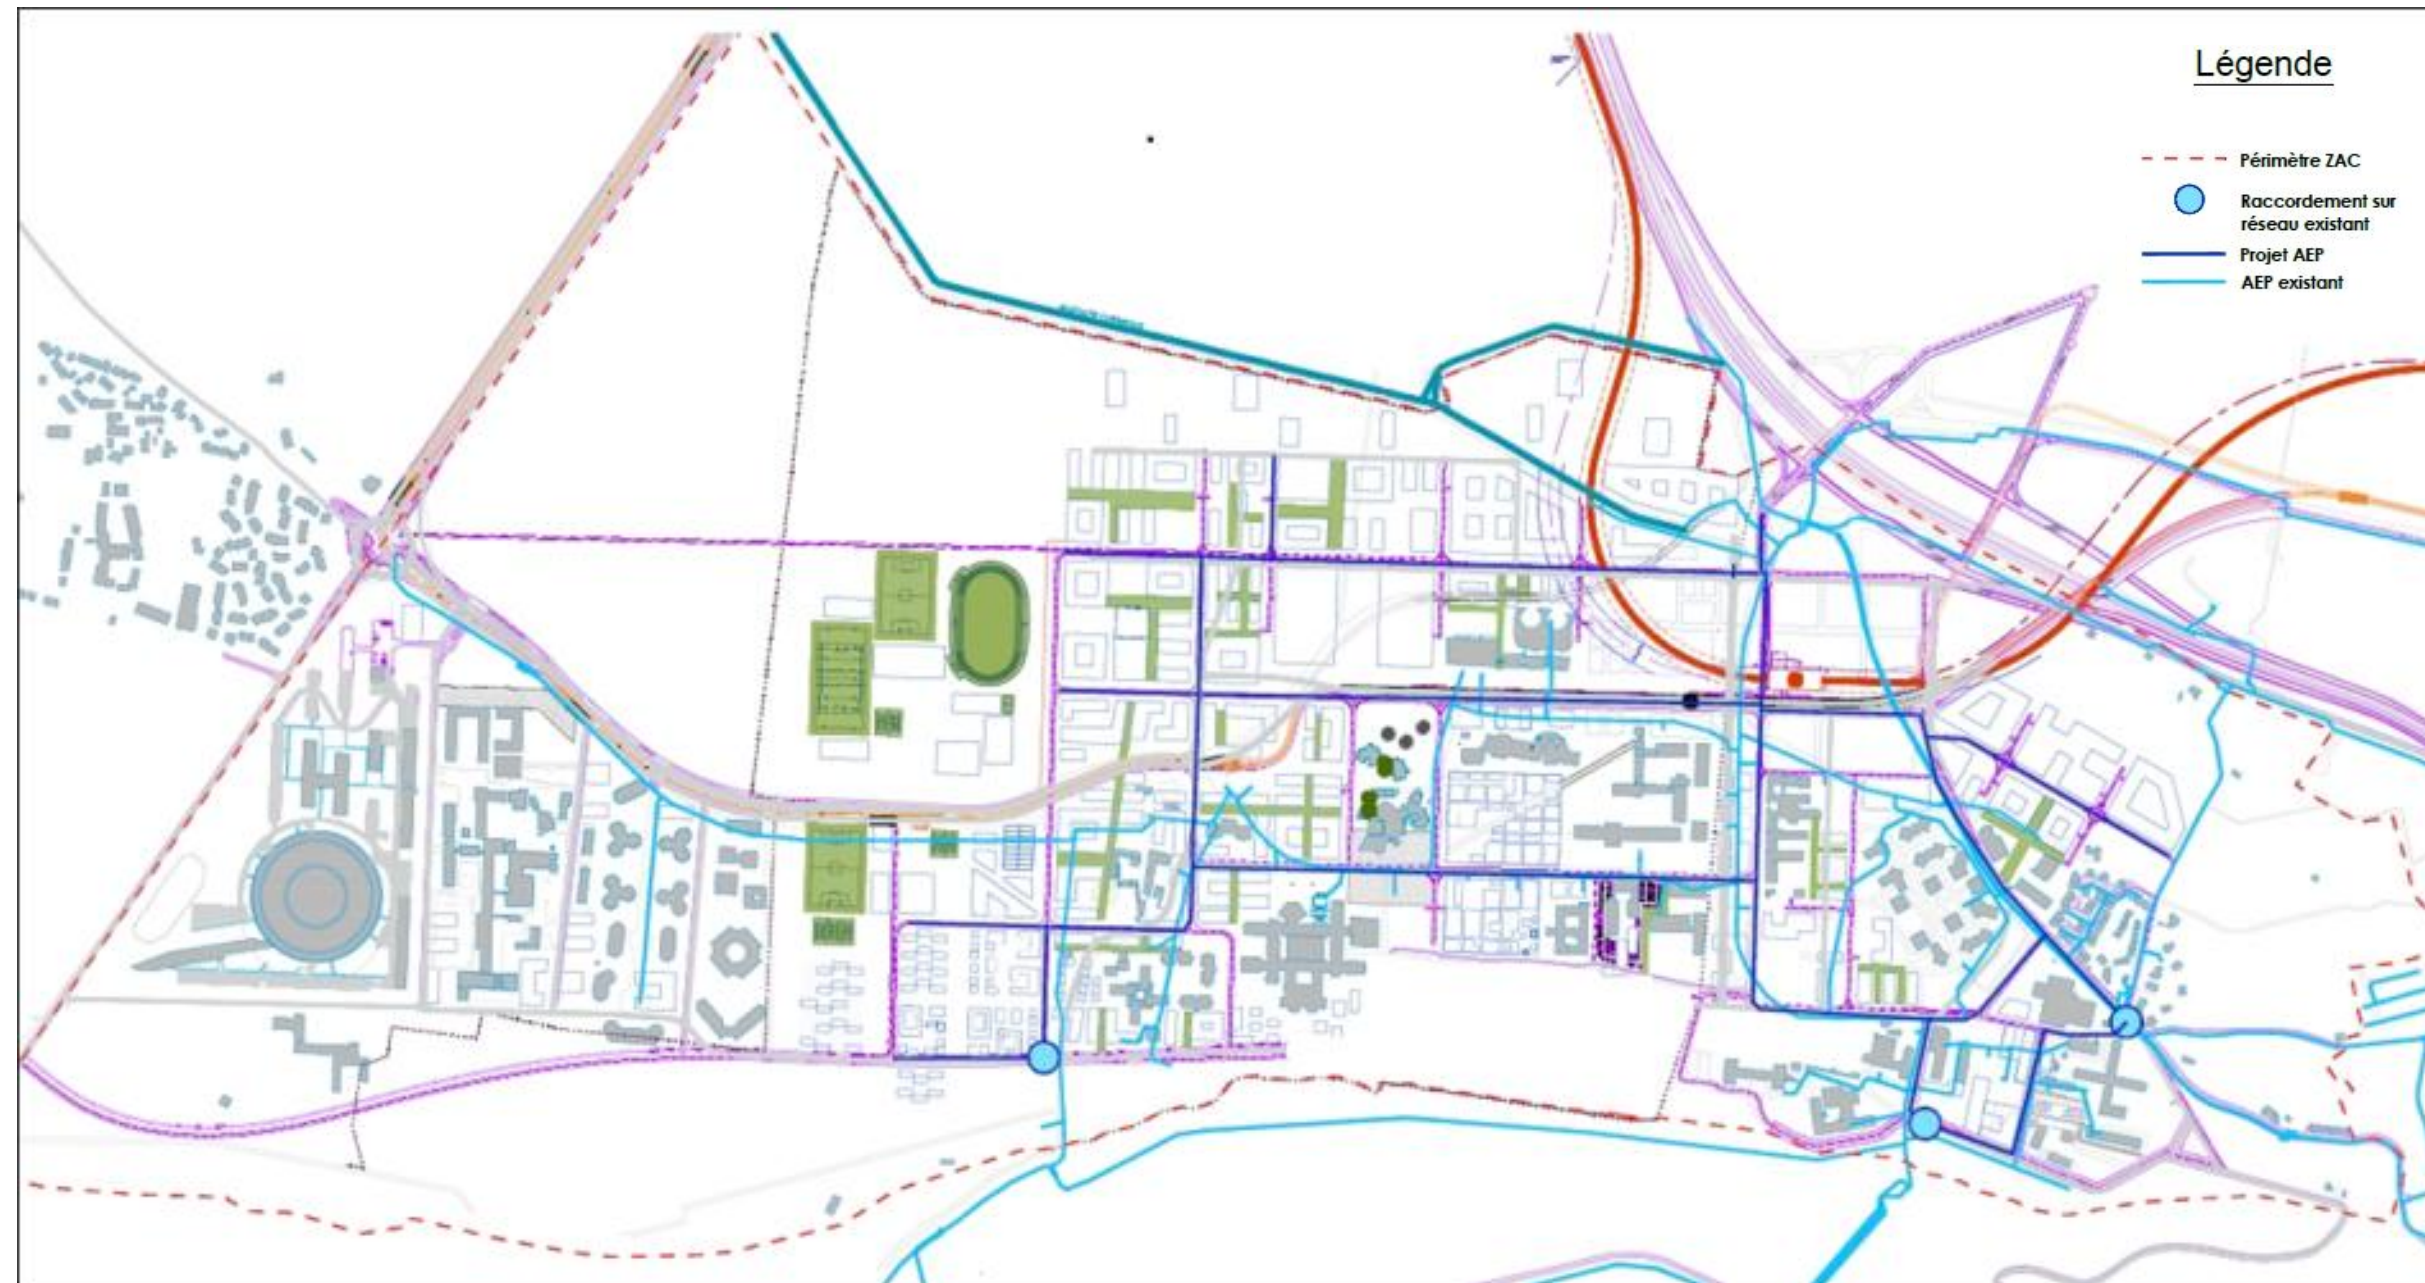 Légende
Périmètre ZAC
Raccordement sur
réseau existant
Projet AEP
AEP existant